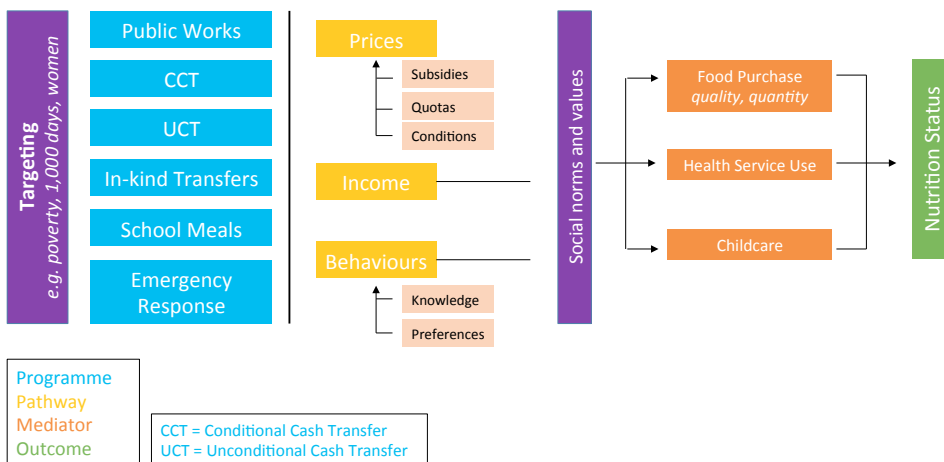 Targeting
e.g. poverty, 1,000 days, women
Public Works
CCT
UCT
In-kind Transfers
School Meals
Emergency
Response
Prices
Subsidies
Quotas
Conditions
Income
Behaviours
Knowledge
Preferences
Social norms and values
Food Purchase
quality, quantity
Health Service Use
Childcare
Nutrition Status
Programme
Pathway
Mediator
Outcome
CCT = Conditional Cash Transfer
UCT = Unconditional Cash Transfer